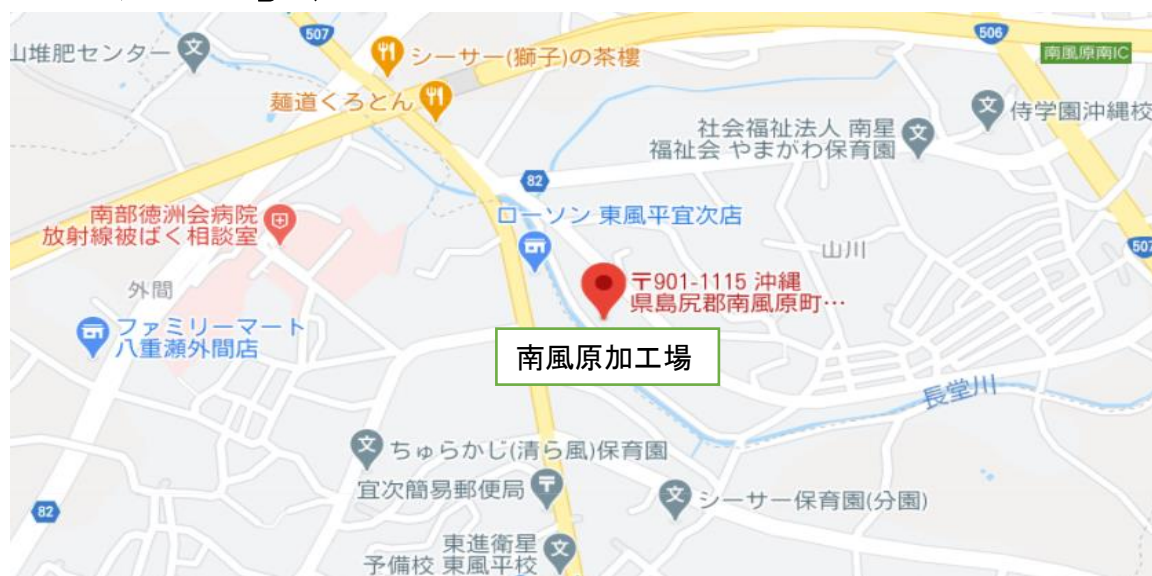 507
506
南風原南IC
山堆肥センター
シーサー(獅子)の茶樓
麺道くろとん
侍学園沖縄校
社会福祉法人 南星
福祉会 やまがわ保育園
82
南部徳洲会病院
放射線被ばく相談室
ローソン 東風平宜次店
山川
507
外間
〒901-1115 沖縄
県島尻郡南風原町…
ファミリーマート
八重瀬外間店
南風原加工場
長堂川
ちゅらかじ(清ら風)保育園
宜次簡易郵便局
シーサー保育園(分園)
82
東進衛星
予備校 東風平校